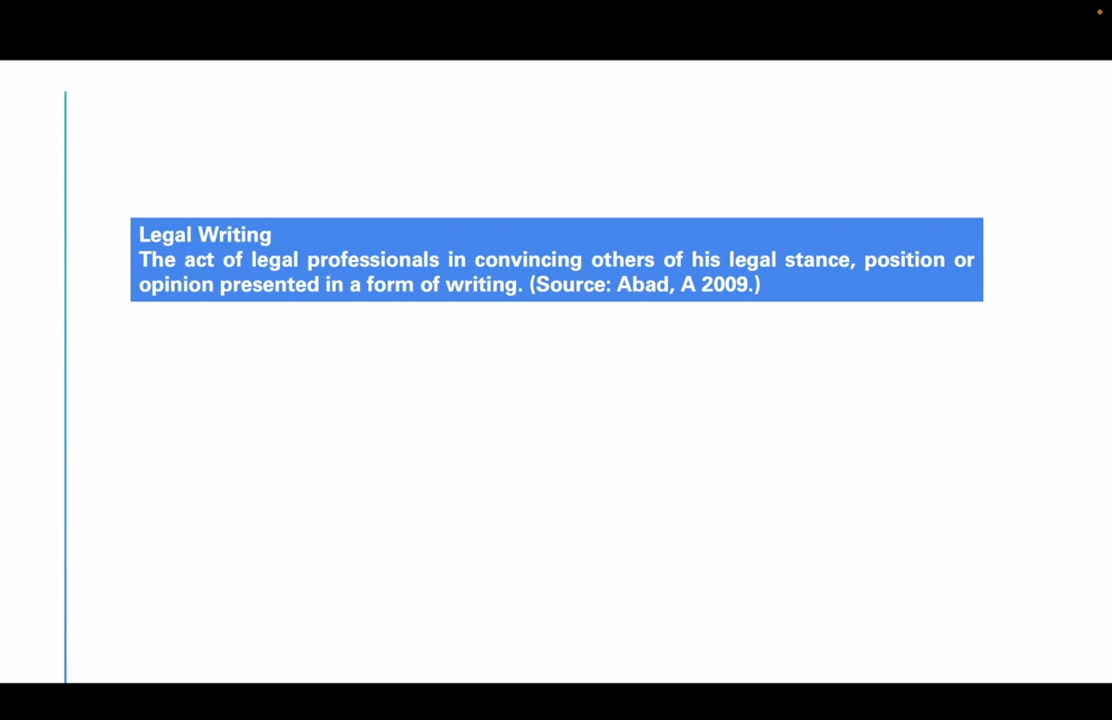 Legal Writing
The act of legal professionals in convincing others of his legal stance, position or
opinion presented in a form of writing. (Source: Abad, A 2009.)